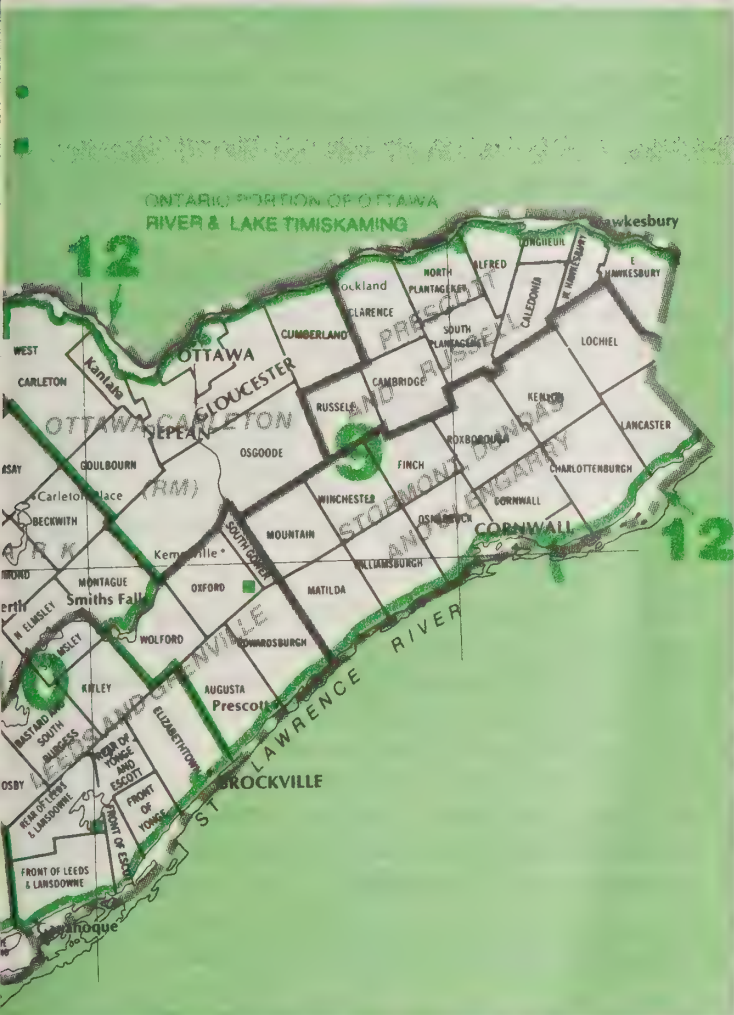 ONTARIO PORTION OF OTTAWA
RIVER & LAKE TIMISKAMING
12
awkesbury
ockland
CLARENCE
NORTH
PLANTAGENET
ALFRED
LONGUEUIL
W. HAWKESBURY
E
HAWKESBURY
CALEDONIA
SOUTH
PLANTAGENET
PRESCOTT
AND RUSSELL
LOCHIEL
CUMBERLAND
OTTAWA
GLOUCESTER
WEST
CARLETON
Kanata
CAMBRIDGE
RUSSELL
KENYON
LANCASTER
OTTAWA-CARLETON
(RM)
NEPEAN
OSGOODE
GOULBOURN
9
FINCH
ROXBOROUGH
CHARLOTTENBURGH
Carleton Place
BECKWITH
WINCHESTER
STORMONT, DUNDAS
AND GLENGARRY
CORNWALL
OSNABRUCK
CORNWALL
12
MOUNTAIN
SOUTH GOWER
Kemptville
OXFORD
WILLIAMSBURGH
MATILDA
MONTAGUE
Smiths Falls
erth
N ELMSLEY
MSLEY
WOLFORD
EDWARDSBURGH
LEEDS AND GRENVILLE
KITLEY
AUGUSTA
Prescott
BASTARD AND
SOUTH
BURGESS
ELIZABETHTOWN
REAR OF
YONGE
AND
ESCOTT
FRONT
OF
YONGE
BROCKVILLE
ST LAWRENCE RIVER
OSBY
REAR OF LEEDS
& LANSDOWNE
FRONT OF ESCOTT
FRONT OF LEEDS
& LANSDOWNE
Gananoque